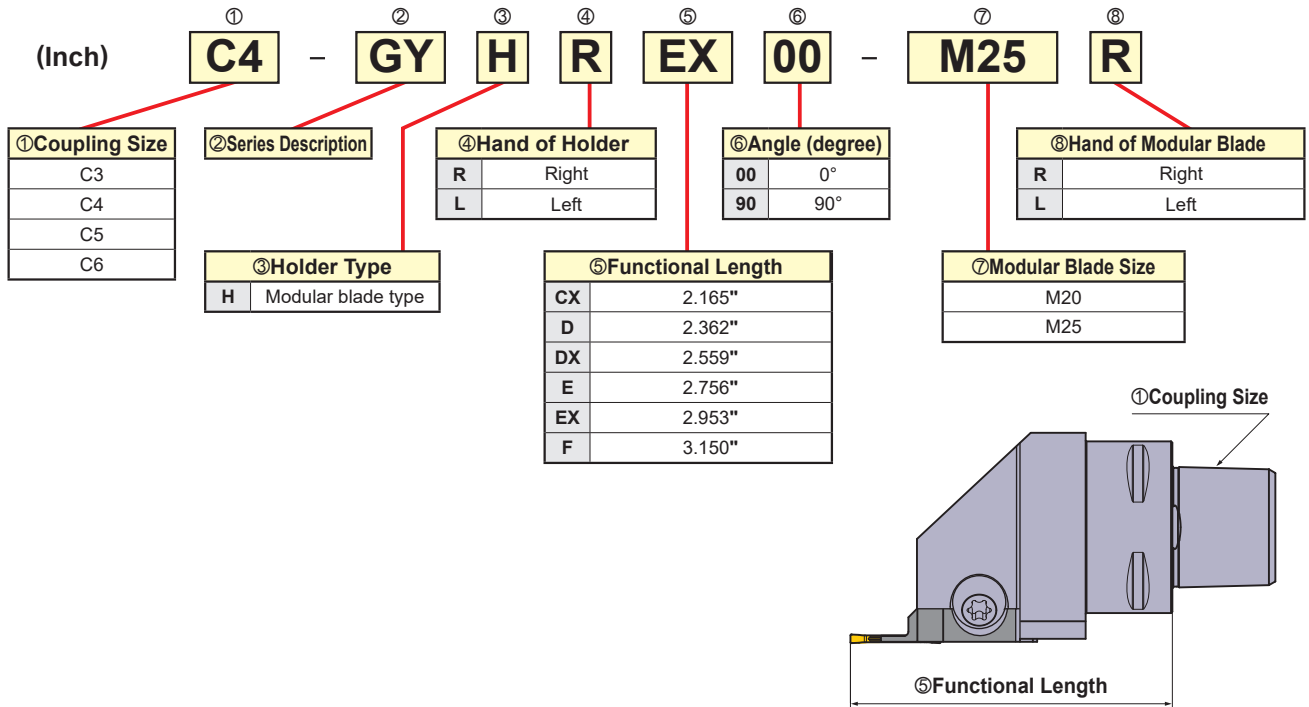 ① ② ③ ④ ⑤ ⑥ ⑦ ⑧
(Inch) C4 – GY H R EX 00 – M25 R
①Coupling Size
C3
C4
C5
C6
②Series Description
③Holder Type
H Modular blade type
④Hand of Holder
R Right
L Left
⑤Functional Length
CX 2.165"
D 2.362"
DX 2.559"
E 2.756"
EX 2.953"
F 3.150"
⑥Angle (degree)
00 0°
90 90°
⑦Modular Blade Size
M20
M25
⑧Hand of Modular Blade
R Right
L Left
①Coupling Size
⑤Functional Length